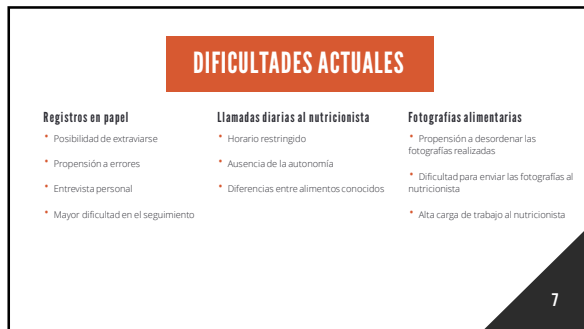 DIFICULTADES ACTUALES
Registros en papel
• Posibilidad de extraviarse
• Propensión a errores
• Entrevista personal
• Mayor dificultad en el seguimiento
Llamadas diarias al nutricionista
• Horario restringido
• Ausencia de la autonomía
• Diferencias entre alimentos conocidos
Fotografías alimentarias
• Propensión a desordenar las
fotografías realizadas
• Dificultad para enviar las fotografías al
nutricionista
• Alta carga de trabajo al nutricionista
7